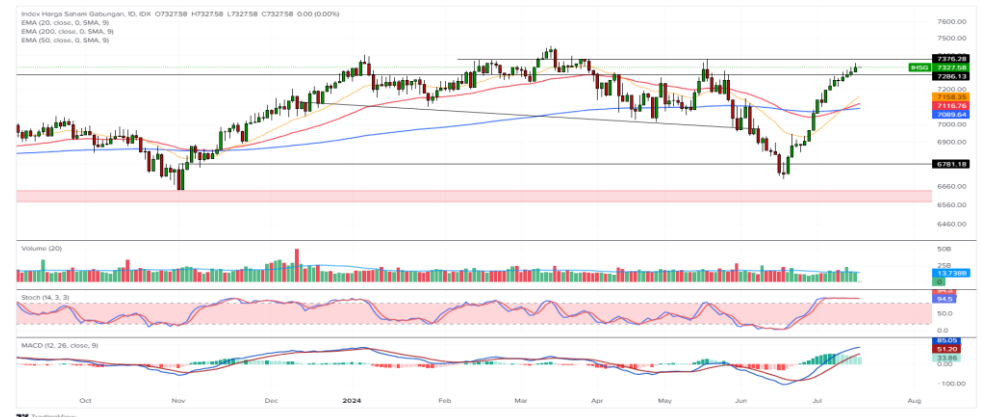 Index Harga Saham Gabungan, 1D, IDX O7327.58 H7327.58 L7327.58 C7327.58 0.00 (0.00%)
EMA (20, close, 0, SMA, 9)
EMA (200, close, 0, SMA, 9)
EMA (50, close, 0, SMA, 9)
7600.00
7500.00
7376.28
IHSG 7327.58
7286.13
7200.00
7158.35
7116.76
7089.64
7000.00
6900.00
6781.18
6660.00
6560.00
6460.00
Volume (20)
50B
25B
13.738B
0
Stoch (14, 3, 3)
94.5
50.0
0.0
MACD (12, 26, close, 9)
85.05
51.20
33.86
0.00
-100.00
Oct Nov Dec 2024 Feb Mar Apr May Jun Jul Aug
TradingView